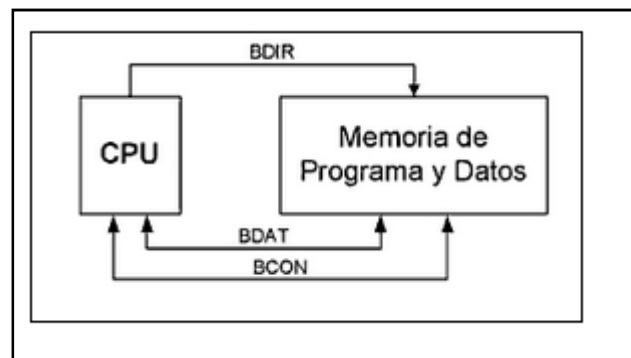 BDIR
CPU
Memoria de
Programa y Datos
BDAT
BCON